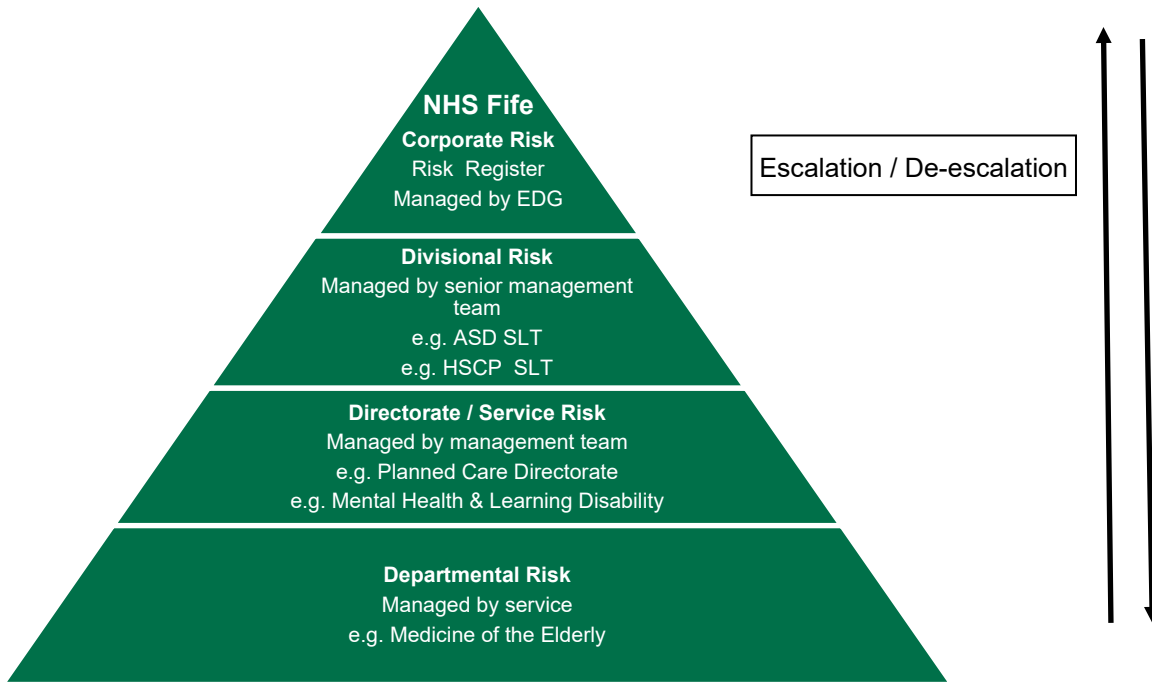 NHS Fife
Corporate Risk
Risk Register
Managed by EDG
Escalation / De-escalation
Divisional Risk
Managed by senior management
team
e.g. ASD SLT
e.g. HSCP SLT
Directorate / Service Risk
Managed by management team
e.g. Planned Care Directorate
e.g. Mental Health & Learning Disability
Departmental Risk
Managed by service
e.g. Medicine of the Elderly